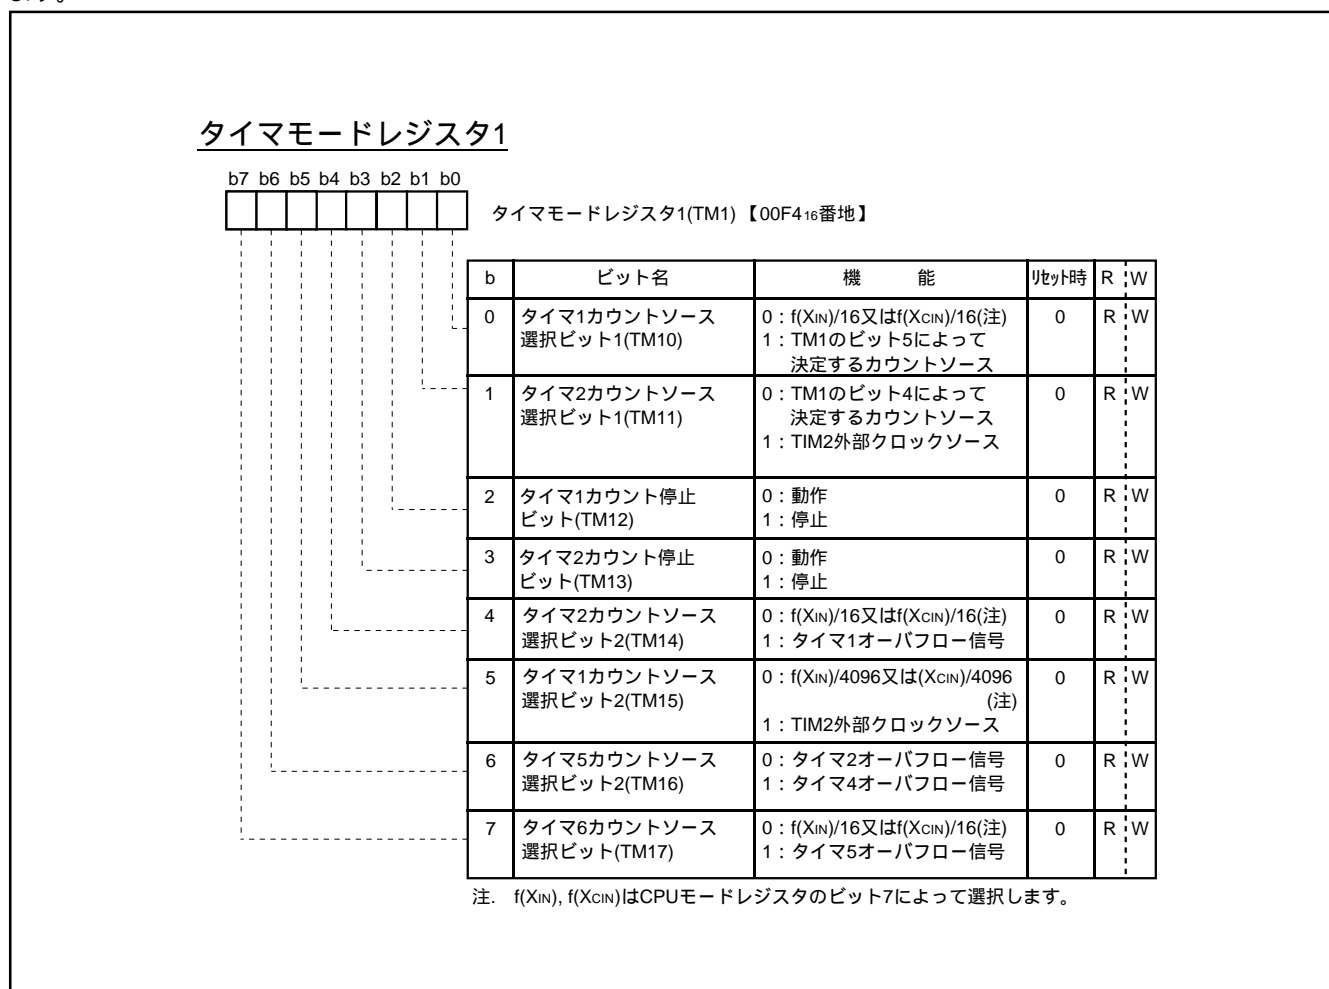 ます。
タイマモードレジスタ1
b7 b6 b5 b4 b3 b2 b1 b0
タイマモードレジスタ1(TM1)【00F416番地】
b ビット名 機 能 リセット時 R W
0 タイマ1カウントソース 0：f(XIN)/16又はf(XCIN)/16(注) 0 R W
選択ビット1(TM10) 1：TM1のビット5によって
決定するカウントソース
1 タイマ2カウントソース 0：TM1のビット4によって 0 R W
選択ビット1(TM11) 決定するカウントソース
1：TIM2外部クロックソース
2 タイマ1カウント停止 0：動作 0 R W
ビット(TM12) 1：停止
3 タイマ2カウント停止 0：動作 0 R W
ビット(TM13) 1：停止
4 タイマ2カウントソース 0：f(XIN)/16又はf(XCIN)/16(注) 0 R W
選択ビット2(TM14) 1：タイマ1オーバフロー信号
5 タイマ1カウントソース 0：f(XIN)/4096又は(XCIN)/4096 0 R W
選択ビット2(TM15) (注)
1：TIM2外部クロックソース
6 タイマ5カウントソース 0：タイマ2オーバフロー信号 0 R W
選択ビット2(TM16) 1：タイマ4オーバフロー信号
7 タイマ6カウントソース 0：f(XIN)/16又はf(XCIN)/16(注) 0 R W
選択ビット(TM17) 1：タイマ5オーバフロー信号
注. f(XIN), f(XCIN)はCPUモードレジスタのビット7によって選択します。